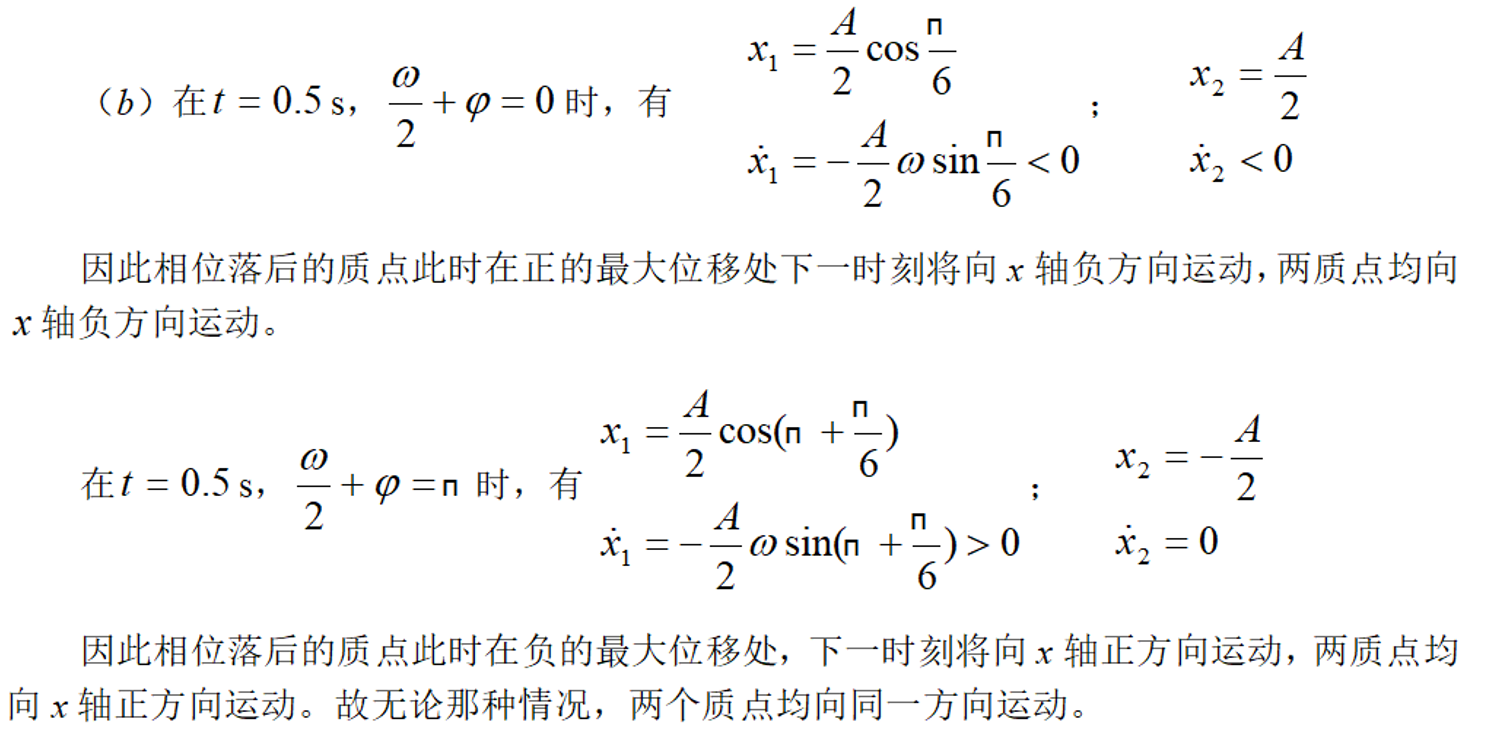 x₁ = A/2 cos π/6
x₂ = A/2
（b）在 t = 0.5 s， ω/2 + φ = 0 时，有 ；
ẋ₁ = −A/2 ω sin π/6 < 0
ẋ₂ < 0
因此相位落后的质点此时在正的最大位移处下一时刻将向 x 轴负方向运动，两质点均向
x 轴负方向运动。
x₁ = A/2 cos(π + π/6)
x₂ = −A/2
在 t = 0.5 s， ω/2 + φ = π 时，有 ；
ẋ₁ = −A/2 ω sin(π + π/6) > 0
ẋ₂ = 0
因此相位落后的质点此时在负的最大位移处，下一时刻将向 x 轴正方向运动，两质点均
向 x 轴正方向运动。故无论那种情况，两个质点均向同一方向运动。